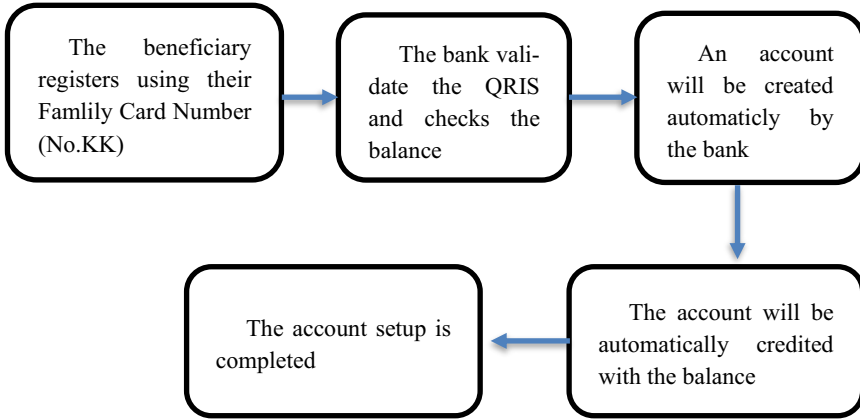 The beneficiary
registers using their
Famlily Card Number
(No.KK)
The bank vali-
date the QRIS
and checks the
balance
An account
will be created
automaticly by
the bank
The account will be
automatically credited
with the balance
The account setup is
completed